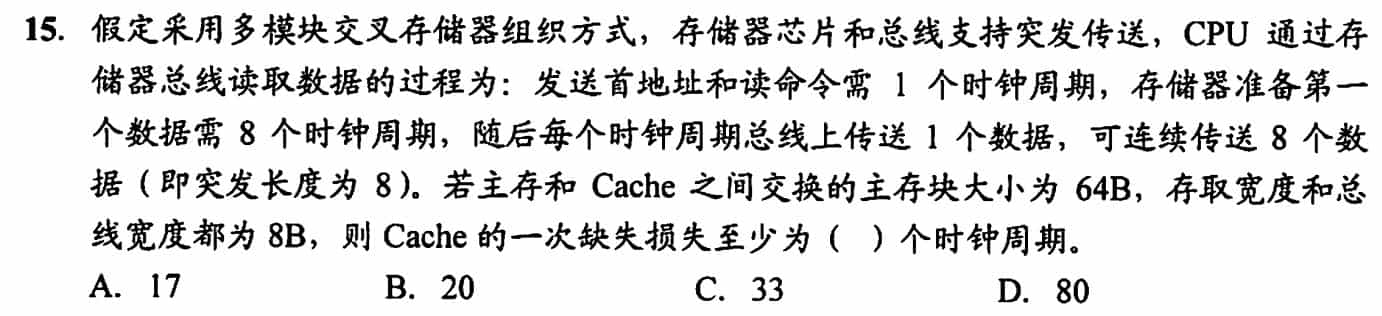 15. 假定采用多模块交叉存储器组织方式，存储器芯片和总线支持突发传送，CPU 通过存
储器总线读取数据的过程为：发送首地址和读命令需 1 个时钟周期，存储器准备第一
个数据需 8 个时钟周期，随后每个时钟周期总线上传送 1 个数据，可连续传送 8 个数
据（即突发长度为 8）。若主存和 Cache 之间交换的主存块大小为 64B，存取宽度和总
线宽度都为 8B，则 Cache 的一次缺失损失至少为（ ）个时钟周期。
A. 17 B. 20 C. 33 D. 80